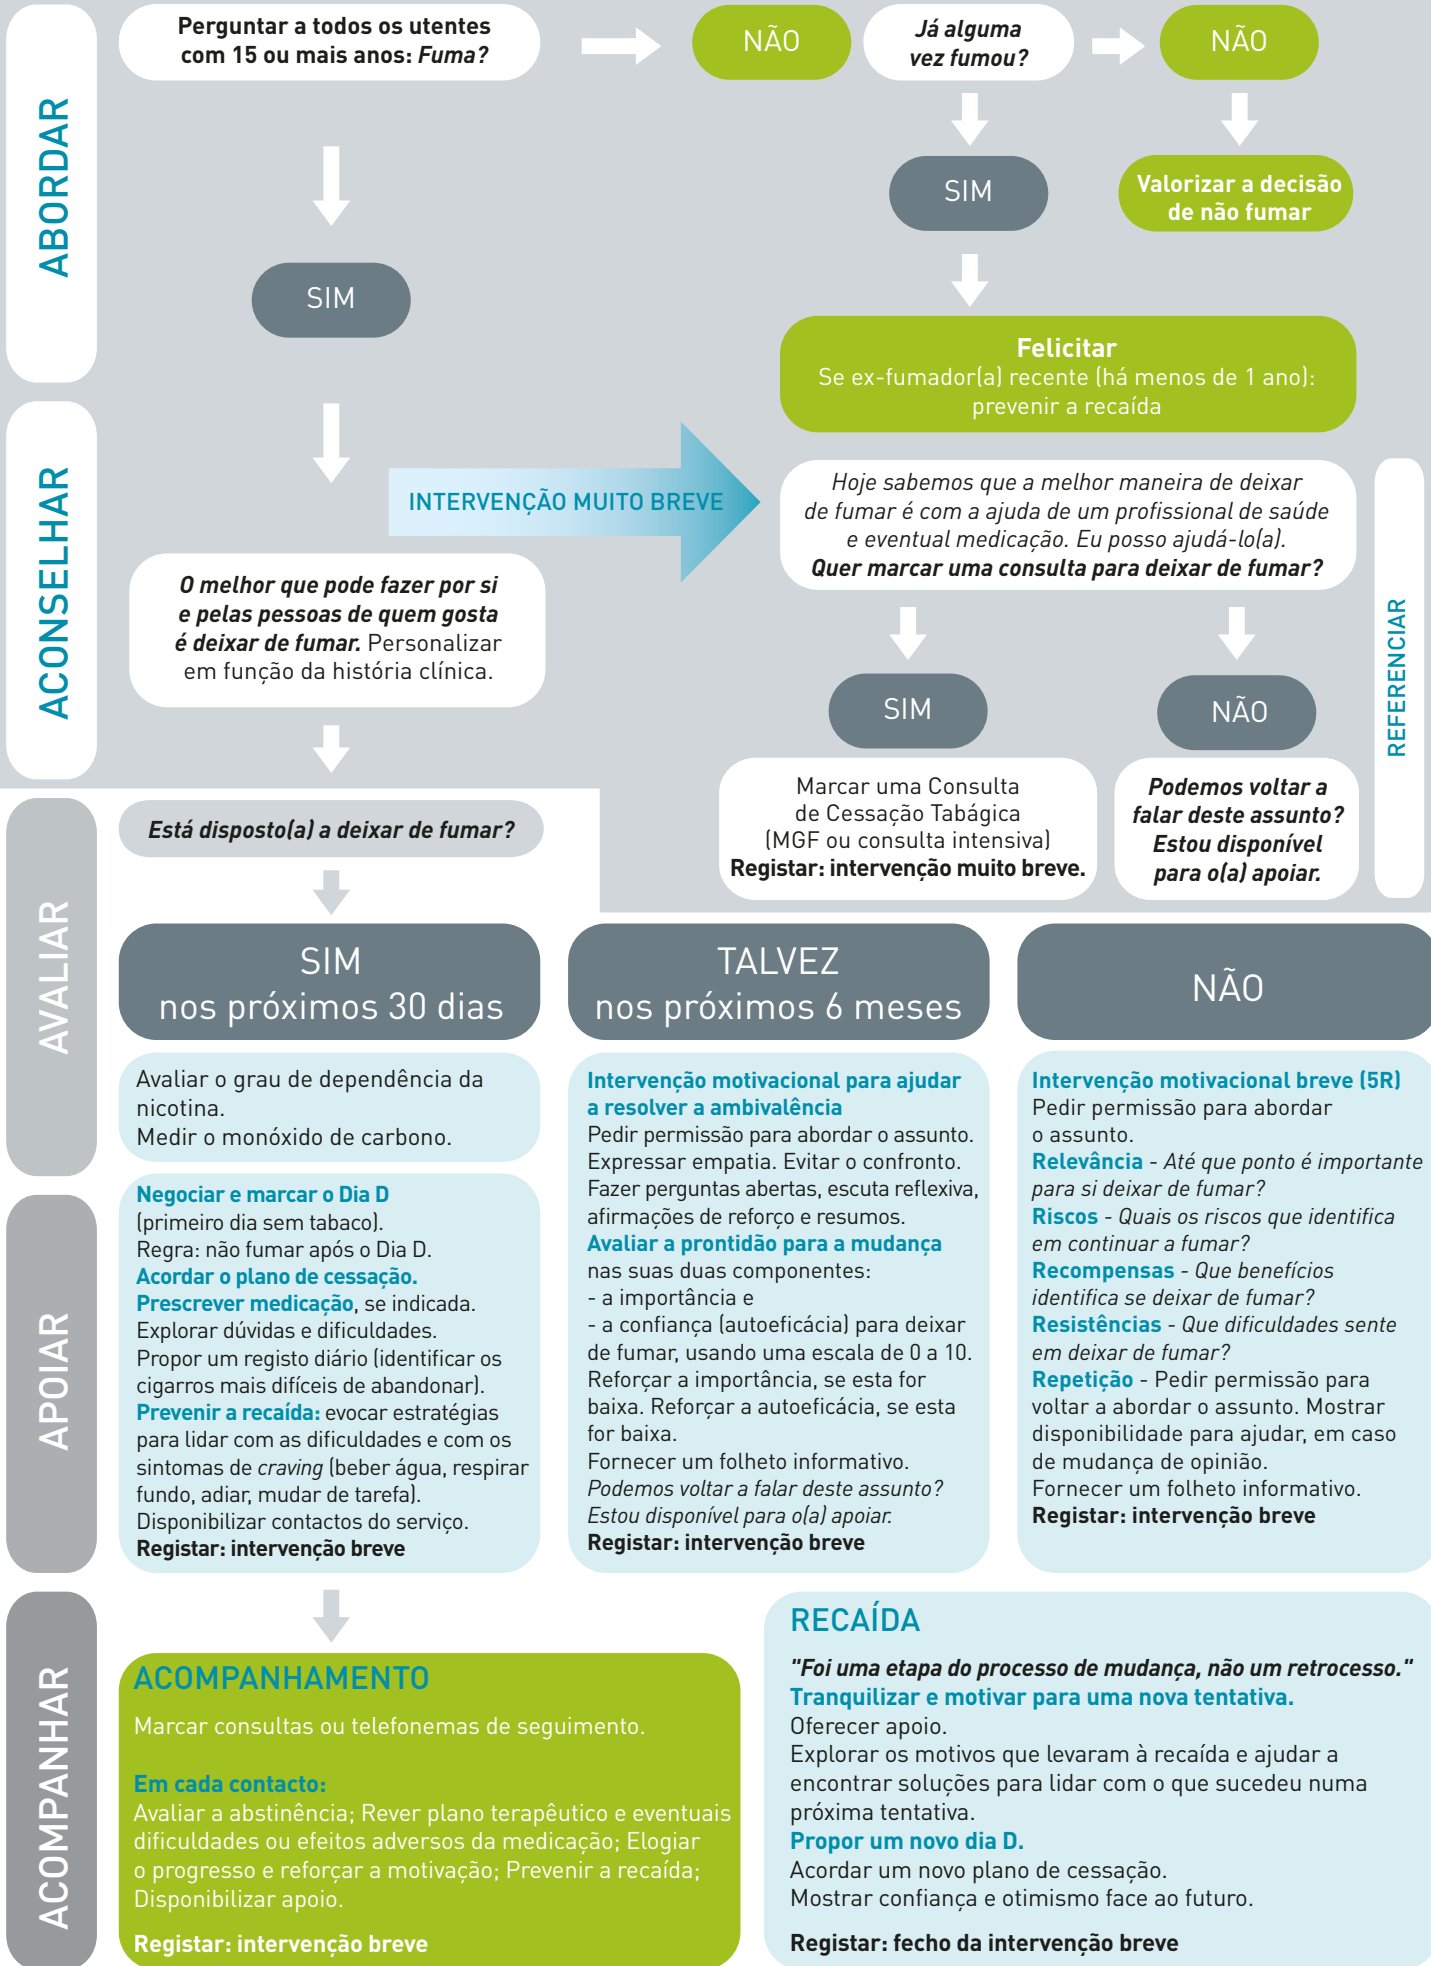 ABORDAR
Perguntar a todos os utentes
com 15 ou mais anos: Fuma?
NÃO
Já alguma
vez fumou?
NÃO
SIM
Valorizar a decisão
de não fumar
SIM
Felicitar
Se ex-fumador(a) recente (há menos de 1 ano):
prevenir a recaída
ACONSELHAR
INTERVENÇÃO MUITO BREVE
O melhor que pode fazer por si
e pelas pessoas de quem gosta
é deixar de fumar. Personalizar
em função da história clínica.
Hoje sabemos que a melhor maneira de deixar
de fumar é com a ajuda de um profissional de saúde
e eventual medicação. Eu posso ajudá-lo(a).
Quer marcar uma consulta para deixar de fumar?
REFERENCIAR
SIM
NÃO
Marcar uma Consulta
de Cessação Tabágica
(MGF ou consulta intensiva)
Registar: intervenção muito breve.
Podemos voltar a
falar deste assunto?
Estou disponível
para o(a) apoiar.
AVALIAR
Está disposto(a) a deixar de fumar?
SIM
nos próximos 30 dias
TALVEZ
nos próximos 6 meses
NÃO
Avaliar o grau de dependência da
nicotina.
Medir o monóxido de carbono.
APOIAR
Negociar e marcar o Dia D
(primeiro dia sem tabaco).
Regra: não fumar após o Dia D.
Acordar o plano de cessação.
Prescrever medicação, se indicada.
Explorar dúvidas e dificuldades.
Propor um registo diário (identificar os
cigarros mais difíceis de abandonar).
Prevenir a recaída: evocar estratégias
para lidar com as dificuldades e com os
sintomas de craving (beber água, respirar
fundo, adiar, mudar de tarefa).
Disponibilizar contactos do serviço.
Registar: intervenção breve
Intervenção motivacional para ajudar
a resolver a ambivalência
Pedir permissão para abordar o assunto.
Expressar empatia. Evitar o confronto.
Fazer perguntas abertas, escuta reflexiva,
afirmações de reforço e resumos.
Avaliar a prontidão para a mudança
nas suas duas componentes:
- a importância e
- a confiança (autoeficácia) para deixar
de fumar, usando uma escala de 0 a 10.
Reforçar a importância, se esta for
baixa. Reforçar a autoeficácia, se esta
for baixa.
Fornecer um folheto informativo.
Podemos voltar a falar deste assunto?
Estou disponível para o(a) apoiar.
Registar: intervenção breve
Intervenção motivacional breve (5R)
Pedir permissão para abordar
o assunto.
Relevância - Até que ponto é importante
para si deixar de fumar?
Riscos - Quais os riscos que identifica
em continuar a fumar?
Recompensas - Que benefícios
identifica se deixar de fumar?
Resistências - Que dificuldades sente
em deixar de fumar?
Repetição - Pedir permissão para
voltar a abordar o assunto. Mostrar
disponibilidade para ajudar, em caso
de mudança de opinião.
Fornecer um folheto informativo.
Registar: intervenção breve
ACOMPANHAR
ACOMPANHAMENTO
Marcar consultas ou telefonemas de seguimento.
Em cada contacto:
Avaliar a abstinência; Rever plano terapêutico e eventuais
dificuldades ou efeitos adversos da medicação; Elogiar
o progresso e reforçar a motivação; Prevenir a recaída;
Disponibilizar apoio.
Registar: intervenção breve
RECAÍDA
"Foi uma etapa do processo de mudança, não um retrocesso."
Tranquilizar e motivar para uma nova tentativa.
Oferecer apoio.
Explorar os motivos que levaram à recaída e ajudar a
encontrar soluções para lidar com o que sucedeu numa
próxima tentativa.
Propor um novo dia D.
Acordar um novo plano de cessação.
Mostrar confiança e otimismo face ao futuro.
Registar: fecho da intervenção breve